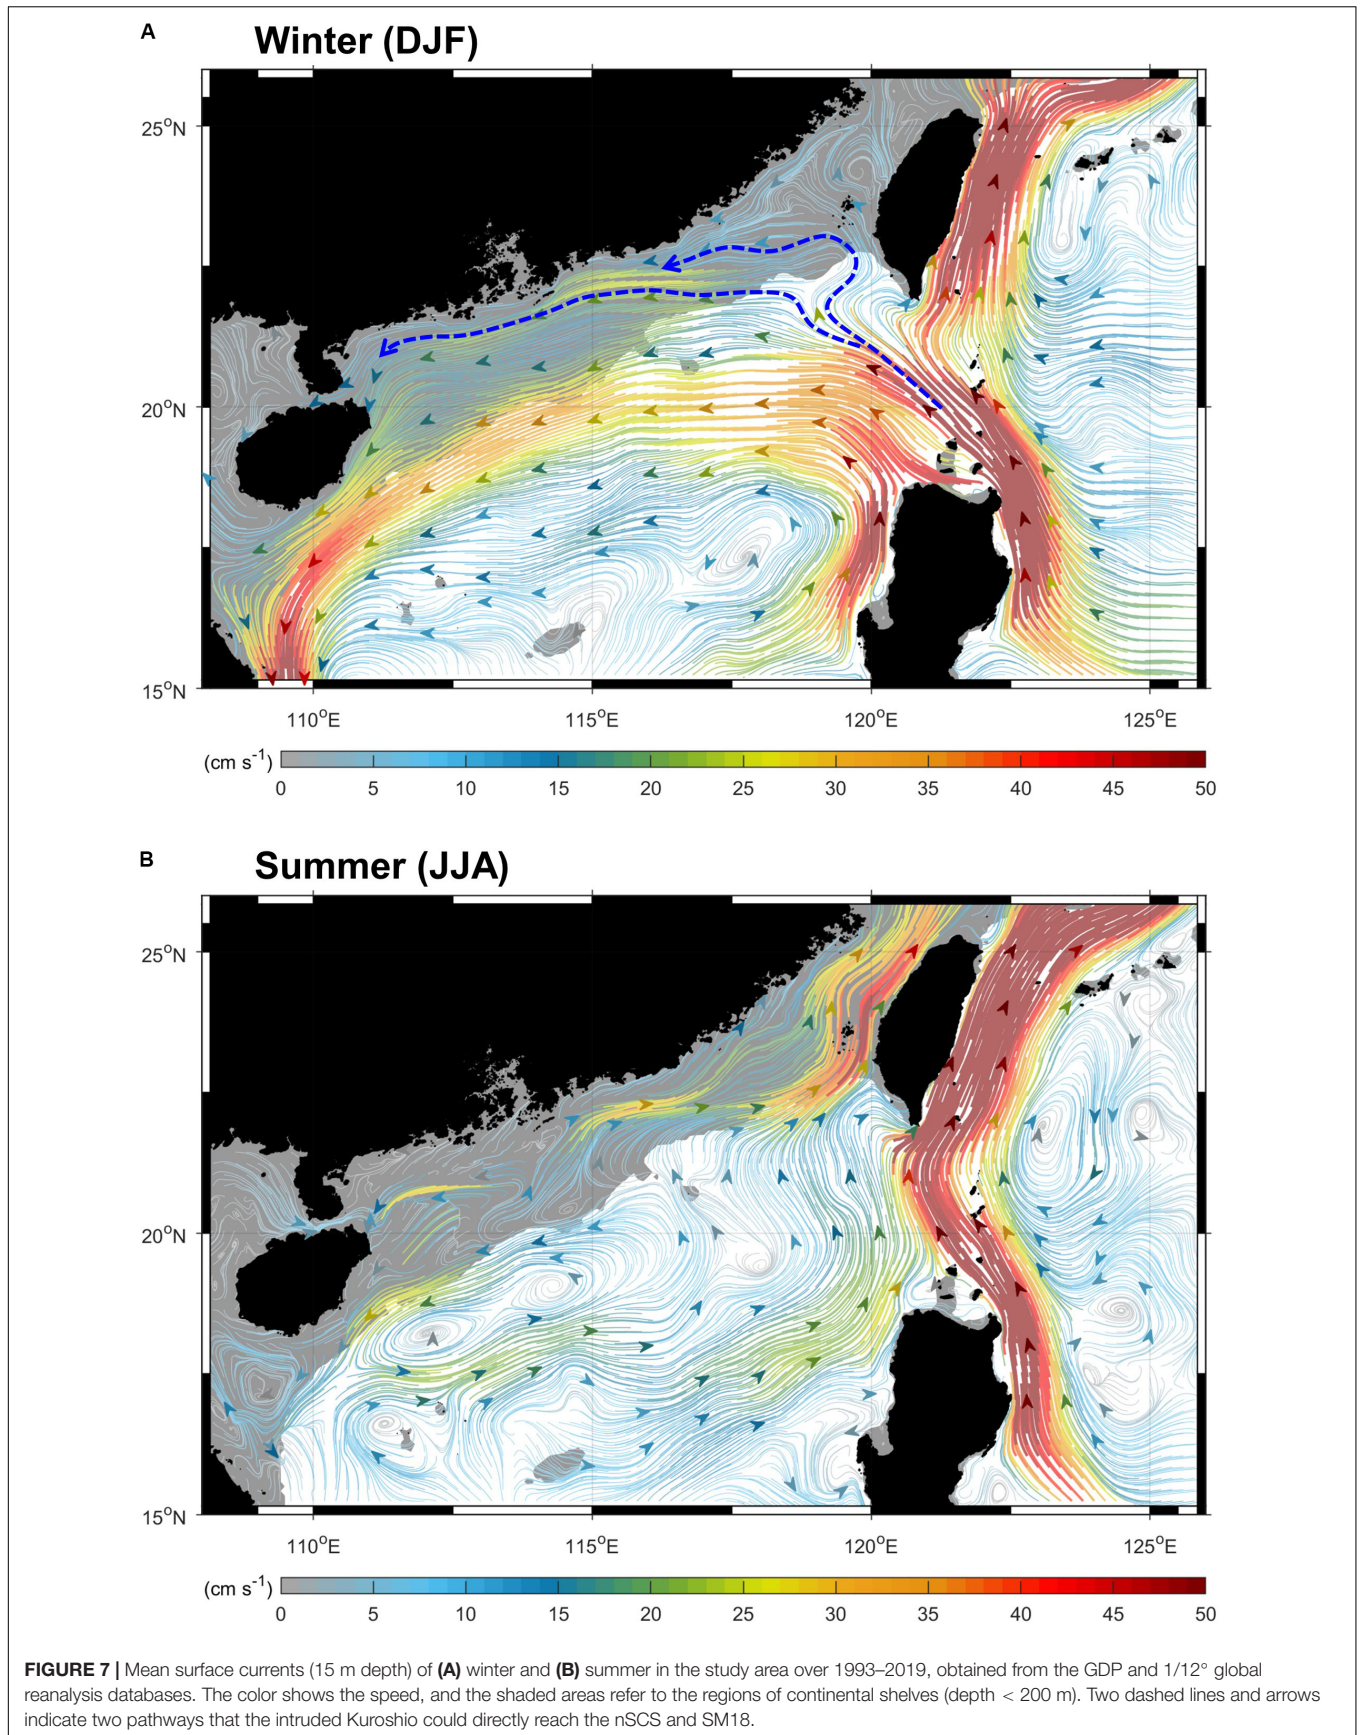 A
Winter (DJF)
25°N
20°N
15°N
110°E 115°E 120°E 125°E
(cm s-1)
0 5 10 15 20 25 30 35 40 45 50
B
Summer (JJA)
25°N
20°N
15°N
110°E 115°E 120°E 125°E
(cm s-1)
0 5 10 15 20 25 30 35 40 45 50
FIGURE 7 | Mean surface currents (15 m depth) of (A) winter and (B) summer in the study area over 1993–2019, obtained from the GDP and 1/12° global
reanalysis databases. The color shows the speed, and the shaded areas refer to the regions of continental shelves (depth < 200 m). Two dashed lines and arrows
indicate two pathways that the intruded Kuroshio could directly reach the nSCS and SM18.